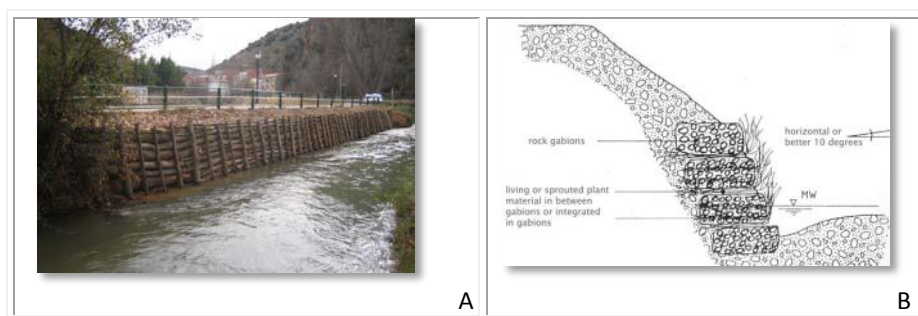 A
rock gabions
living or sprouted plant
material in between
gabions or integrated
in gabions
horizontal or
better 10 degrees
MW
B